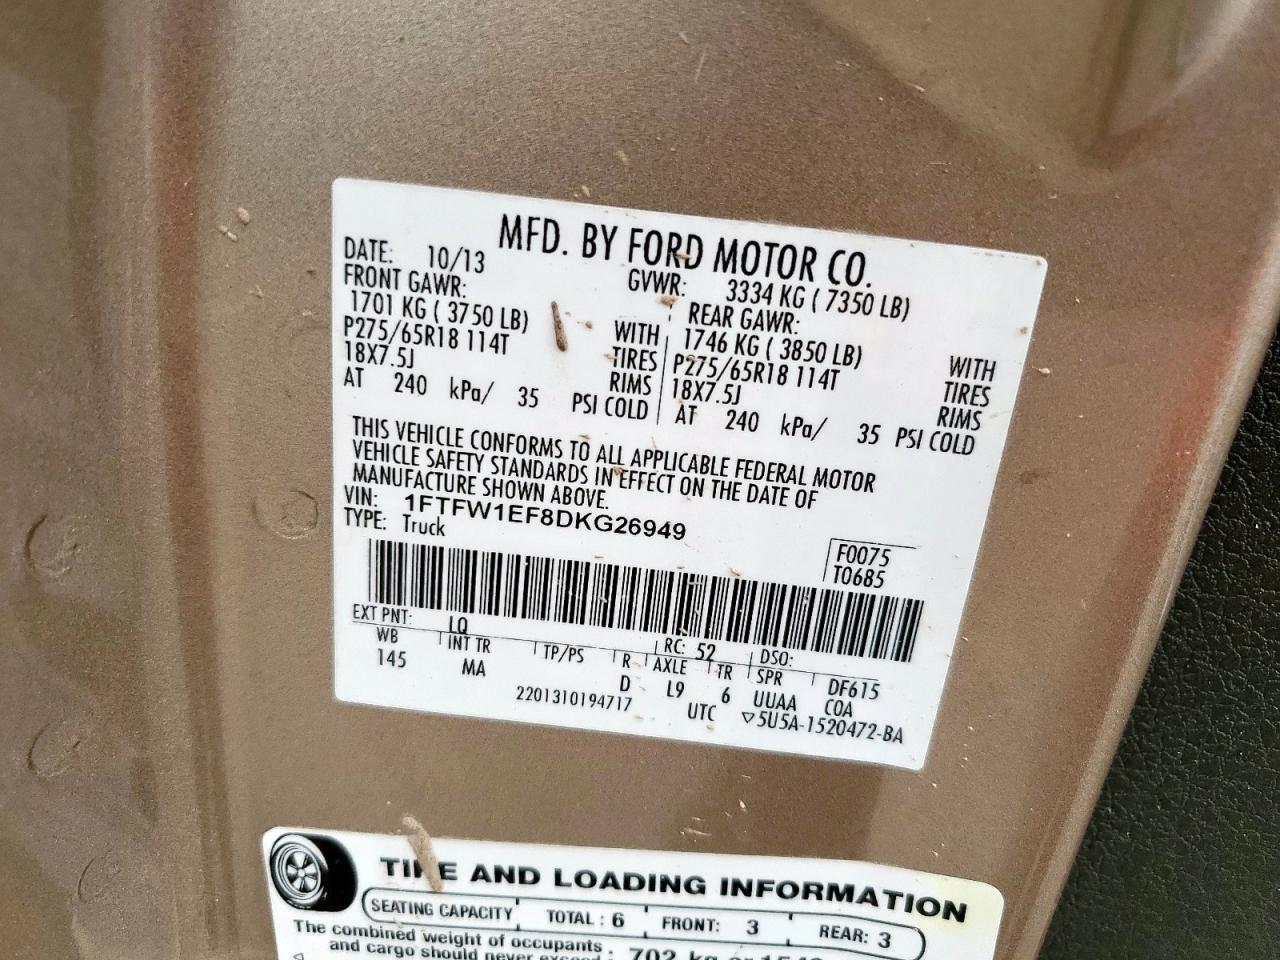 MFD. BY FORD MOTOR CO.
DATE: 10/13 GVWR: 3334 KG ( 7350 LB)
FRONT GAWR: REAR GAWR:
1701 KG ( 3750 LB) WITH 1746 KG ( 3850 LB) WITH
P275/65R18 114T TIRES P275/65R18 114T TIRES
18X7.5J RIMS 18X7.5J RIMS
AT 240 kPa/ 35 PSI COLD AT 240 kPa/ 35 PSI COLD
THIS VEHICLE CONFORMS TO ALL APPLICABLE FEDERAL MOTOR
VEHICLE SAFETY STANDARDS IN EFFECT ON THE DATE OF
MANUFACTURE SHOWN ABOVE.
VIN: 1FTFW1EF8DKG26949
TYPE: Truck
F0075
T0685
EXT PNT: LQ RC: 52 DSO:
WB INT TR TP/PS R AXLE TR SPR DF615
145 MA D L9 6 UUAA COA
2201310194717 UTC ▽5U5A-1520472-BA
TIRE AND LOADING INFORMATION
SEATING CAPACITY TOTAL : 6 FRONT: 3 REAR: 3
The combined weight of occupants
and cargo should never exceed : 702 kg or